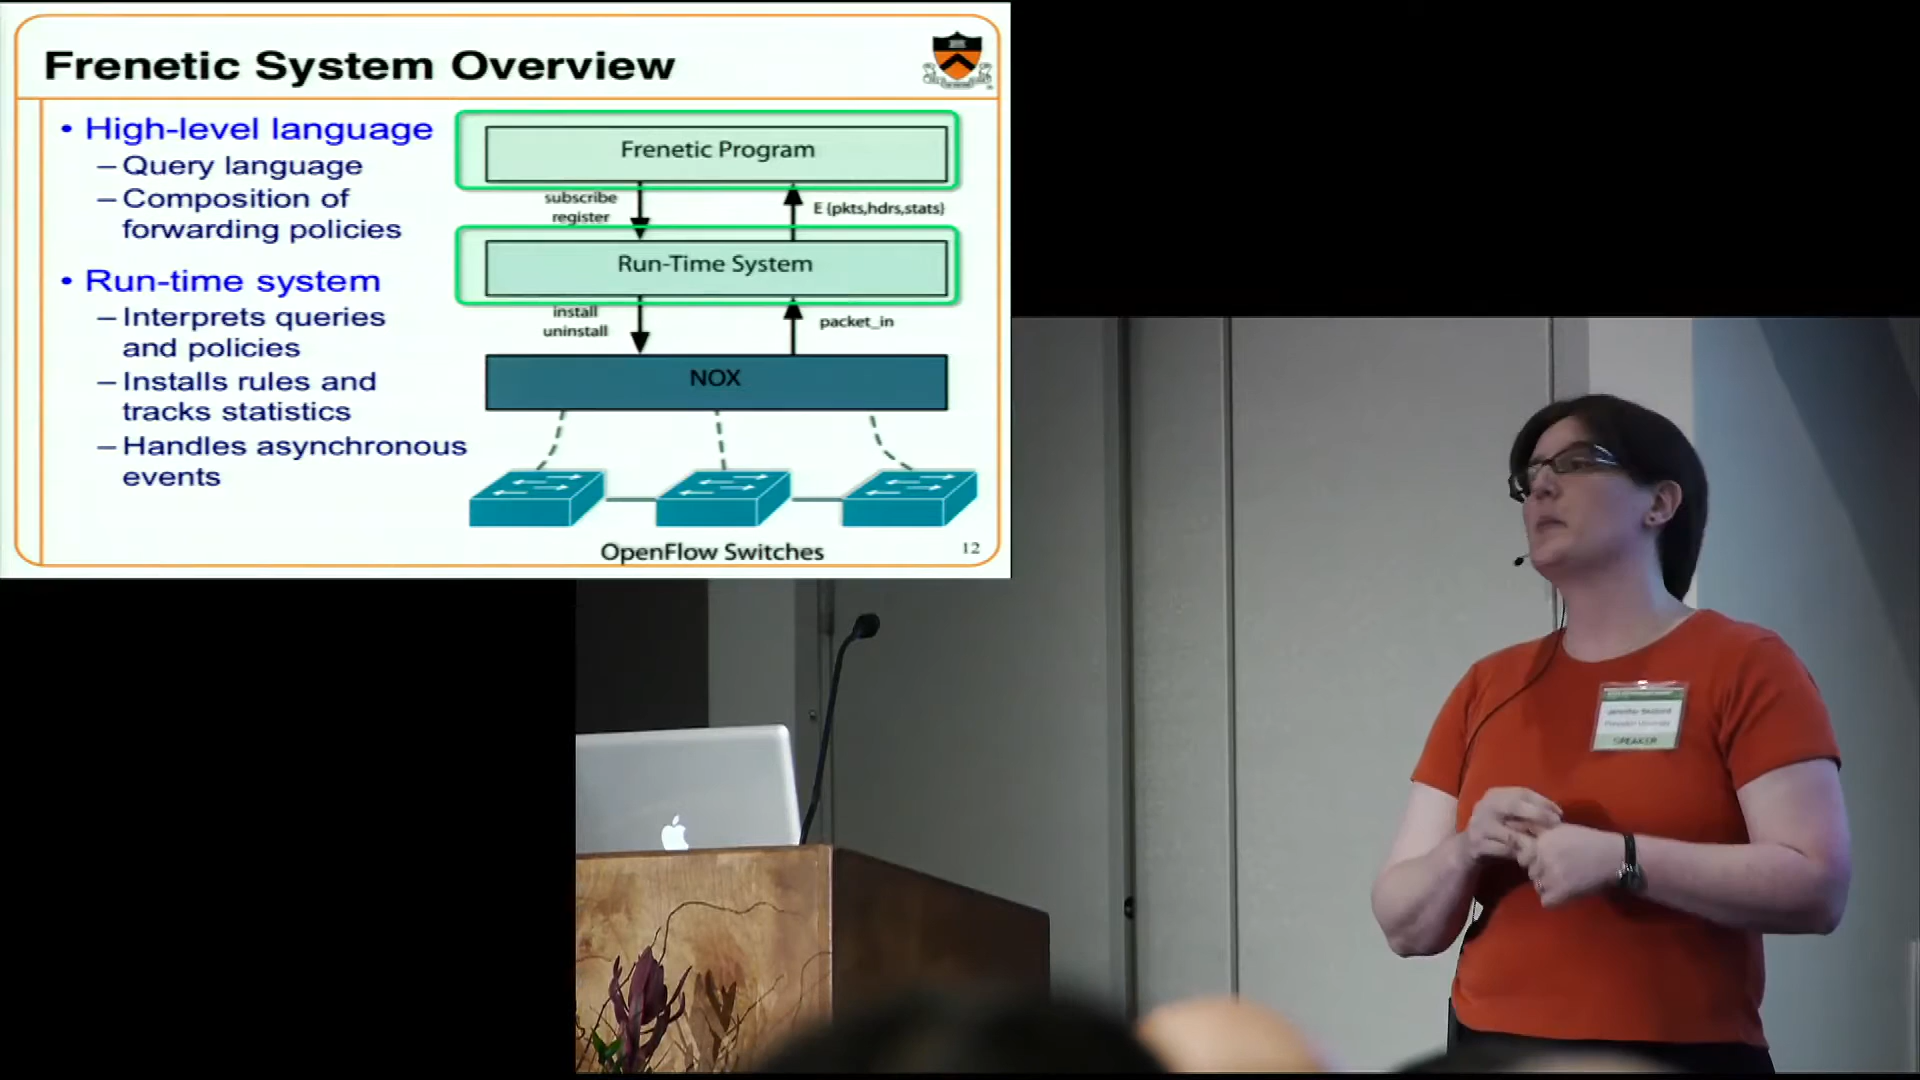 Frenetic System Overview
• High-level language
– Query language
– Composition of
forwarding policies
• Run-time system
– Interprets queries
and policies
– Installs rules and
tracks statistics
– Handles asynchronous
events
Frenetic Program
subscribe
register
E {pkts,hdrs,stats}
Run-Time System
install
uninstall
packet_in
NOX
OpenFlow Switches
12
SPEAKER